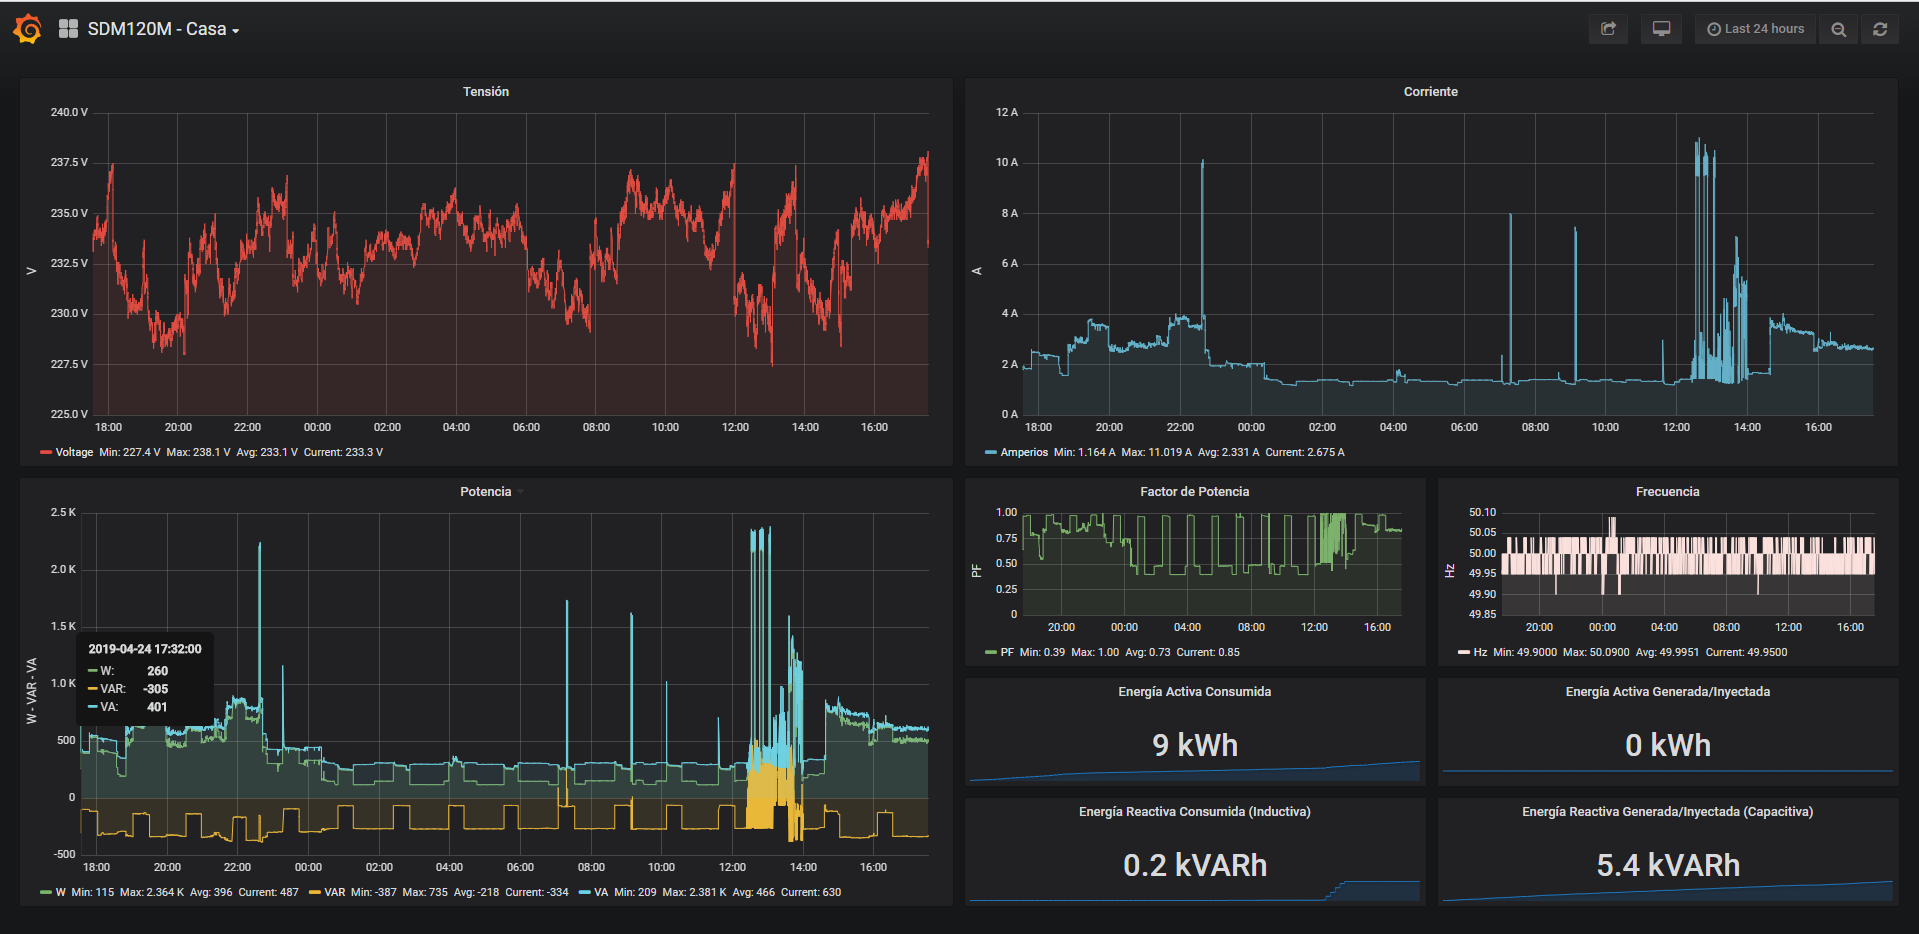 SDM120M - Casa
Last 24 hours
Tensión
240.0 V
237.5 V
235.0 V
232.5 V
230.0 V
227.5 V
225.0 V
V
18:00 20:00 22:00 00:00 02:00 04:00 06:00 08:00 10:00 12:00 14:00 16:00
Voltage Min: 227.4 V Max: 238.1 V Avg: 233.1 V Current: 233.3 V
Corriente
12 A
10 A
8 A
6 A
4 A
2 A
0 A
A
18:00 20:00 22:00 00:00 02:00 04:00 06:00 08:00 10:00 12:00 14:00 16:00
Amperios Min: 1.164 A Max: 11.019 A Avg: 2.331 A Current: 2.675 A
Potencia
2.5 K
2.0 K
1.5 K
1.0 K
500
0
-500
W - VAR - VA
2019-04-24 17:32:00
W: 260
VAR: -305
VA: 401
18:00 20:00 22:00 00:00 02:00 04:00 06:00 08:00 10:00 12:00 14:00 16:00
W Min: 115 Max: 2.364 K Avg: 396 Current: 487 VAR Min: -387 Max: 735 Avg: -218 Current: -334 VA Min: 209 Max: 2.381 K Avg: 466 Current: 630
Factor de Potencia
1.00
0.75
0.50
0.25
0
PF
20:00 00:00 04:00 08:00 12:00 16:00
PF Min: 0.39 Max: 1.00 Avg: 0.73 Current: 0.85
Frecuencia
50.10
50.05
50.00
49.95
49.90
49.85
Hz
20:00 00:00 04:00 08:00 12:00 16:00
Hz Min: 49.9000 Max: 50.0900 Avg: 49.9951 Current: 49.9500
Energía Activa Consumida
9 kWh
Energía Activa Generada/Inyectada
0 kWh
Energía Reactiva Consumida (Inductiva)
0.2 kVARh
Energía Reactiva Generada/Inyectada (Capacitiva)
5.4 kVARh